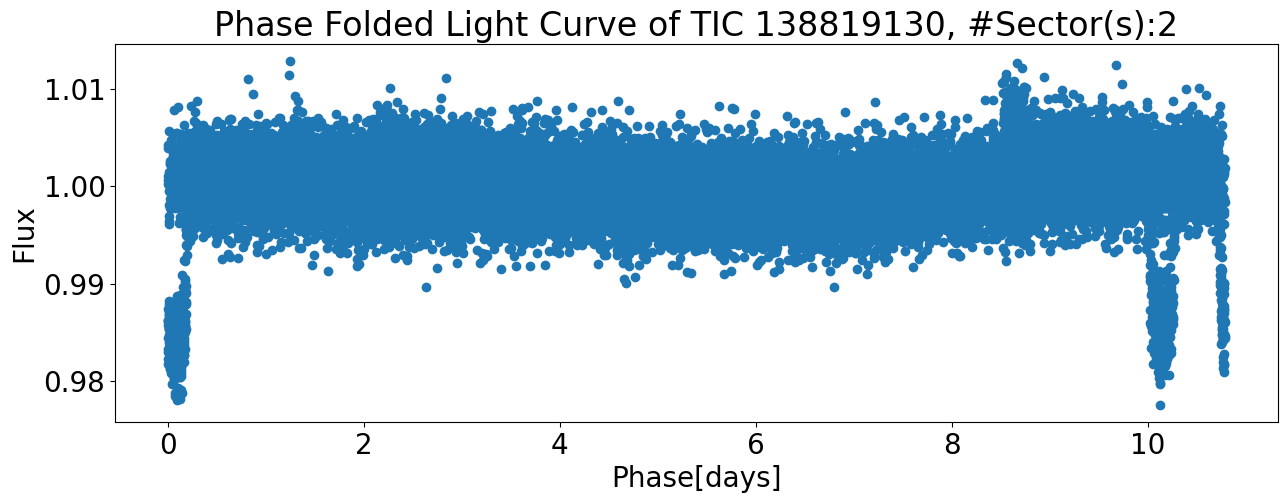 Phase Folded Light Curve of TIC 138819130, #Sector(s):2
1.01
1.00
0.99
0.98
Flux
0 2 4 6 8 10
Phase[days]